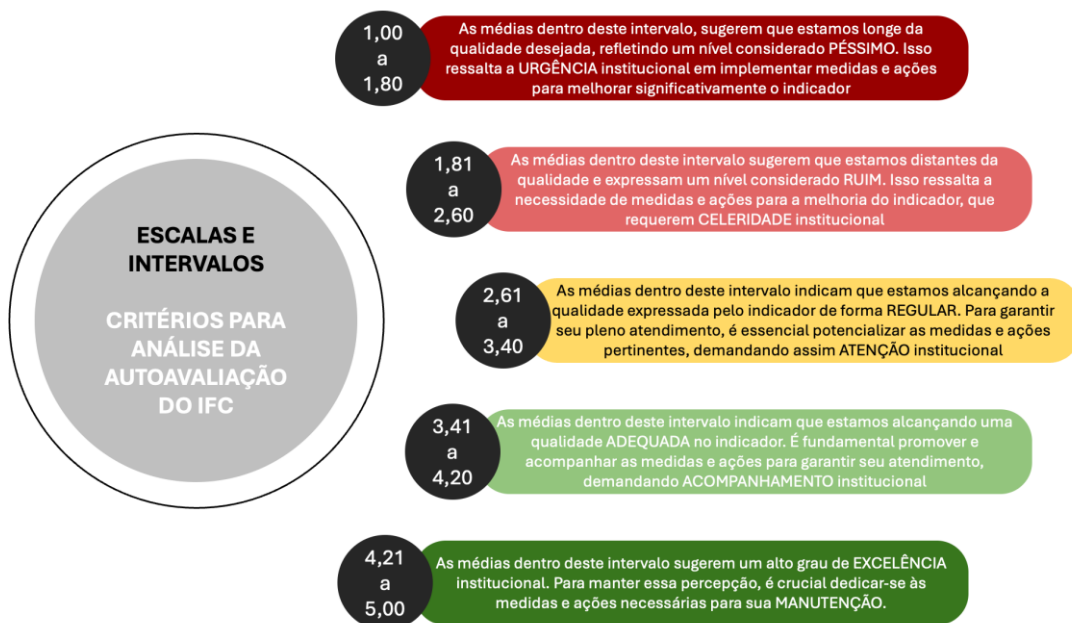 ESCALAS E
INTERVALOS
CRITÉRIOS PARA
ANÁLISE DA
AUTOAVALIAÇÃO
DO IFC
1,00
a
1,80
As médias dentro deste intervalo, sugerem que estamos longe da
qualidade desejada, refletindo um nível considerado PÉSSIMO. Isso
ressalta a URGÊNCIA institucional em implementar medidas e ações
para melhorar significativamente o indicador
1,81
a
2,60
As médias dentro deste intervalo sugerem que estamos distantes da
qualidade e expressam um nível considerado RUIM. Isso ressalta a
necessidade de medidas e ações para a melhoria do indicador, que
requerem CELERIDADE institucional
2,61
a
3,40
As médias dentro deste intervalo indicam que estamos alcançando a
qualidade expressada pelo indicador de forma REGULAR. Para garantir
seu pleno atendimento, é essencial potencializar as medidas e ações
pertinentes, demandando assim ATENÇÃO institucional
3,41
a
4,20
As médias dentro deste intervalo indicam que estamos alcançando uma
qualidade ADEQUADA no indicador. É fundamental promover e
acompanhar as medidas e ações para garantir seu atendimento,
demandando ACOMPANHAMENTO institucional
4,21
a
5,00
As médias dentro deste intervalo sugerem um alto grau de EXCELÊNCIA
institucional. Para manter essa percepção, é crucial dedicar-se às
medidas e ações necessárias para sua MANUTENÇÃO.